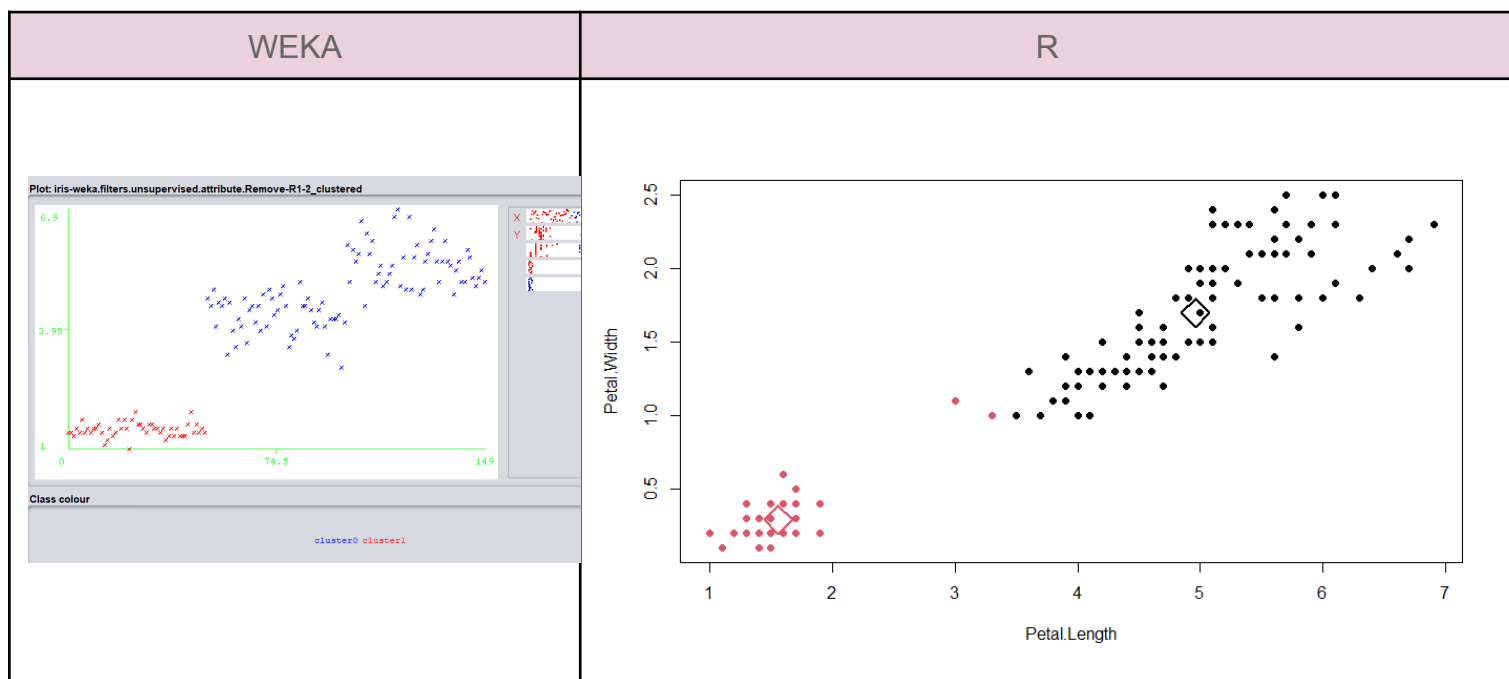 WEKA
R
Plot: iris-weka.filters.unsupervised.attribute.Remove-R1-2_clustered
6.9
3.95
1
0
74.5
149
X
Y
Class colour
cluster0 cluster1
Petal.Width
2.5
2.0
1.5
1.0
0.5
1
2
3
4
5
6
7
Petal.Length